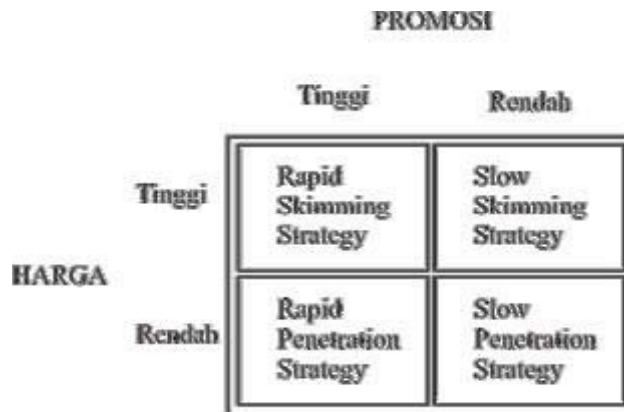 PROMOSI
Tinggi Rendah
Tinggi
Rapid
Skimming
Strategy
Slow
Skimming
Strategy
HARGA
Rendah
Rapid
Penetration
Strategy
Slow
Penetration
Strategy